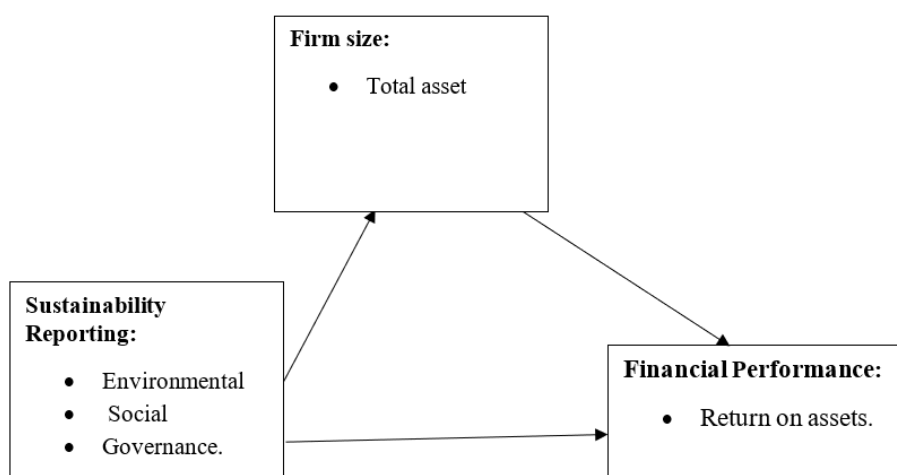 Firm size:
• Total asset
Sustainability
Reporting:
• Environmental
• Social
• Governance.
Financial Performance:
• Return on assets.